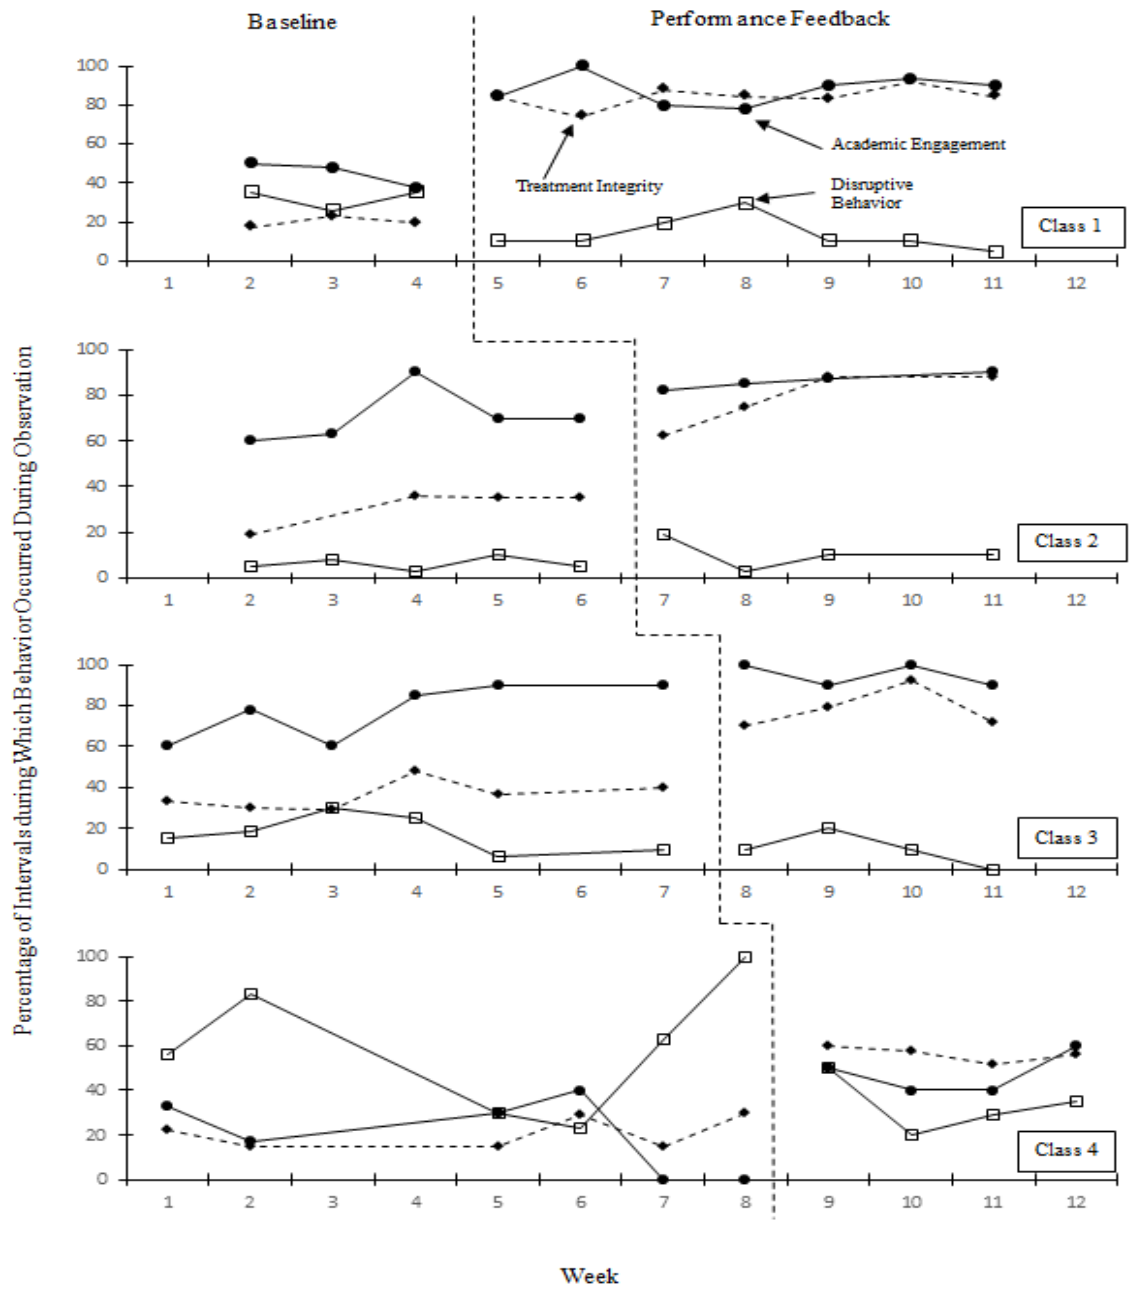 Baseline
Performance Feedback
Percentage of Intervals during Which Behavior Occurred During Observation
100
80
60
40
20
0
Academic Engagement
Treatment Integrity
Disruptive
Behavior
Class 1
1 2 3 4 5 6 7 8 9 10 11 12
100
80
60
40
20
0
Class 2
1 2 3 4 5 6 7 8 9 10 11 12
100
80
60
40
20
0
Class 3
1 2 3 4 5 6 7 8 9 10 11 12
100
80
60
40
20
0
Class 4
1 2 3 4 5 6 7 8 9 10 11 12
Week